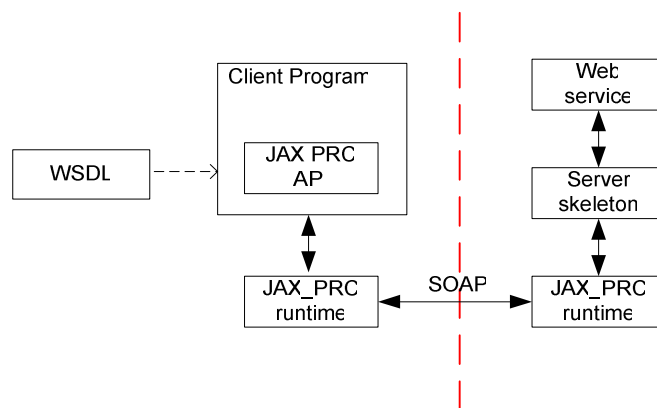 Client Program
JAX PRC
AP
WSDL
JAX_PRC
runtime
SOAP
Web
service
Server
skeleton
JAX_PRC
runtime